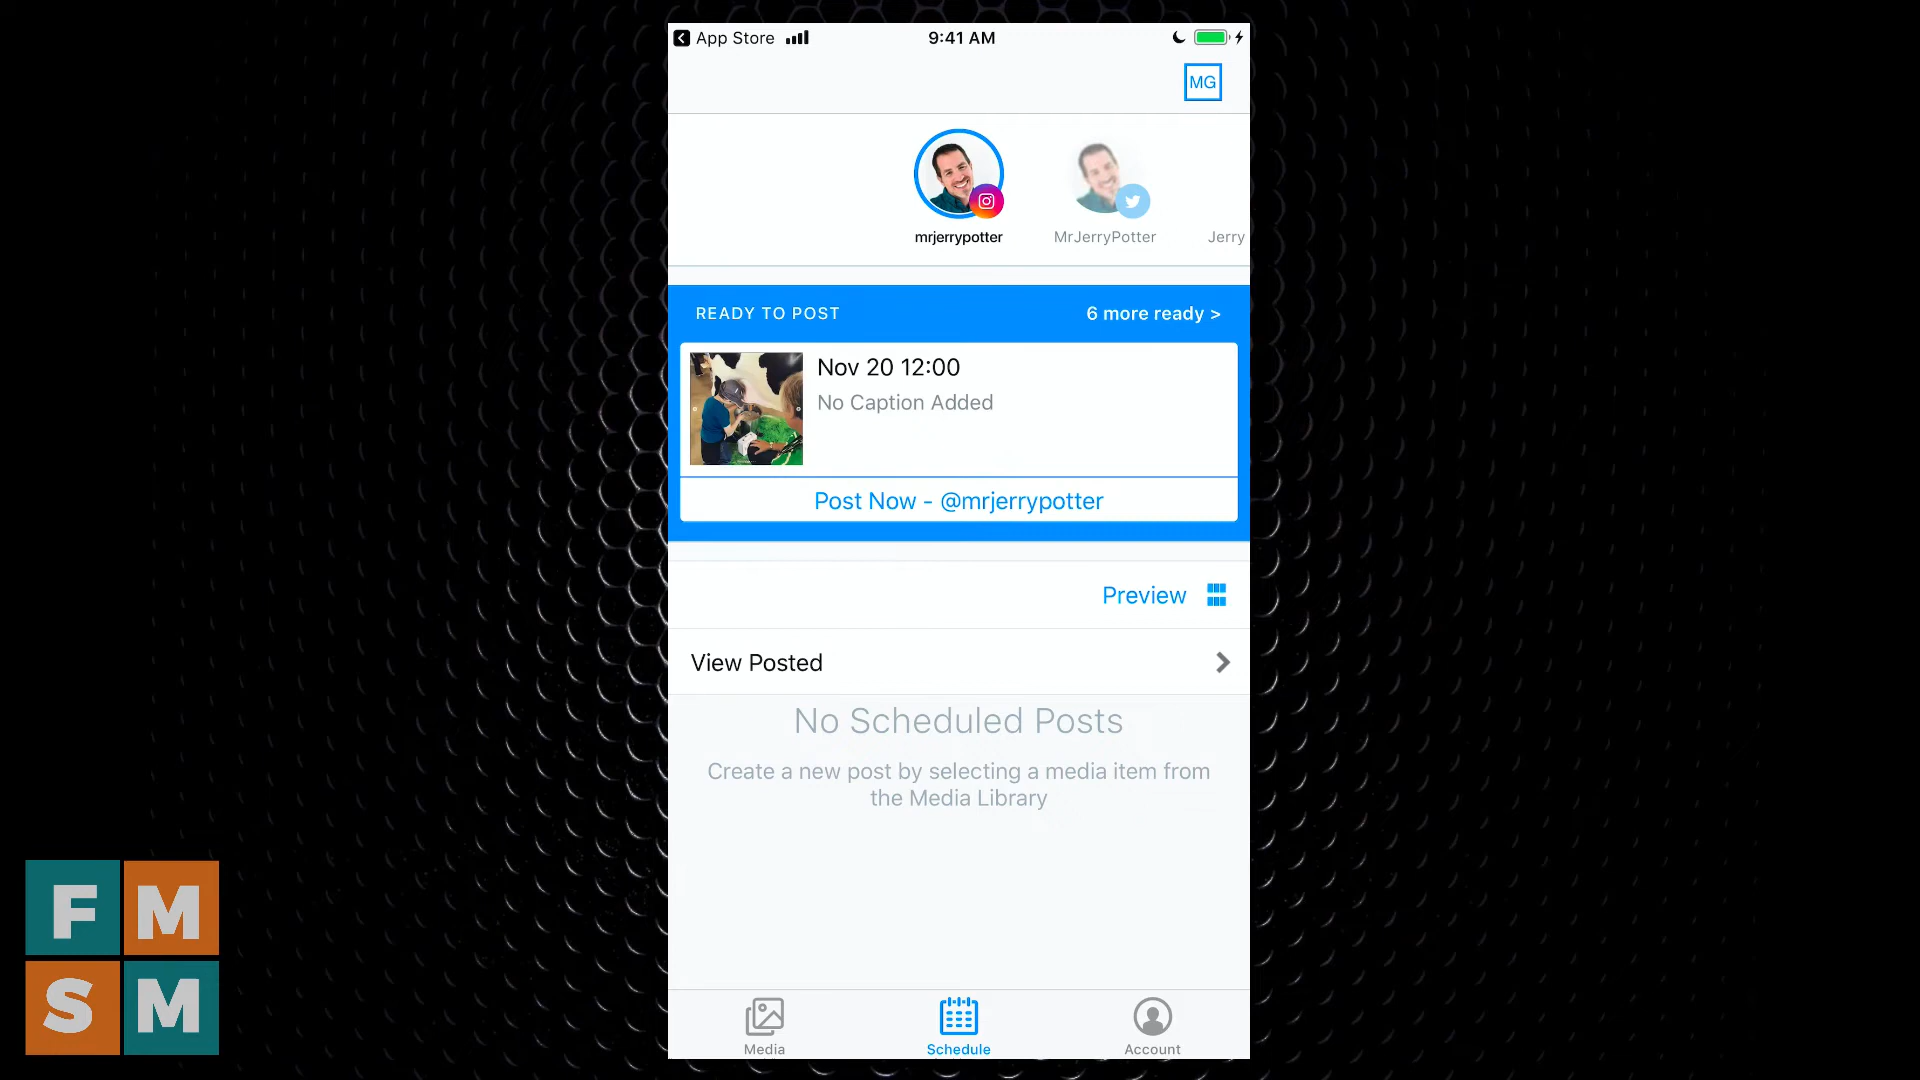 App Store
9:41 AM
MG
mrjerrypotter
MrJerryPotter
Jerry
READY TO POST
6 more ready >
Nov 20 12:00
No Caption Added
Post Now - @mrjerrypotter
Preview
View Posted
No Scheduled Posts
Create a new post by selecting a media item from
the Media Library
Media
Schedule
Account
F M
S M